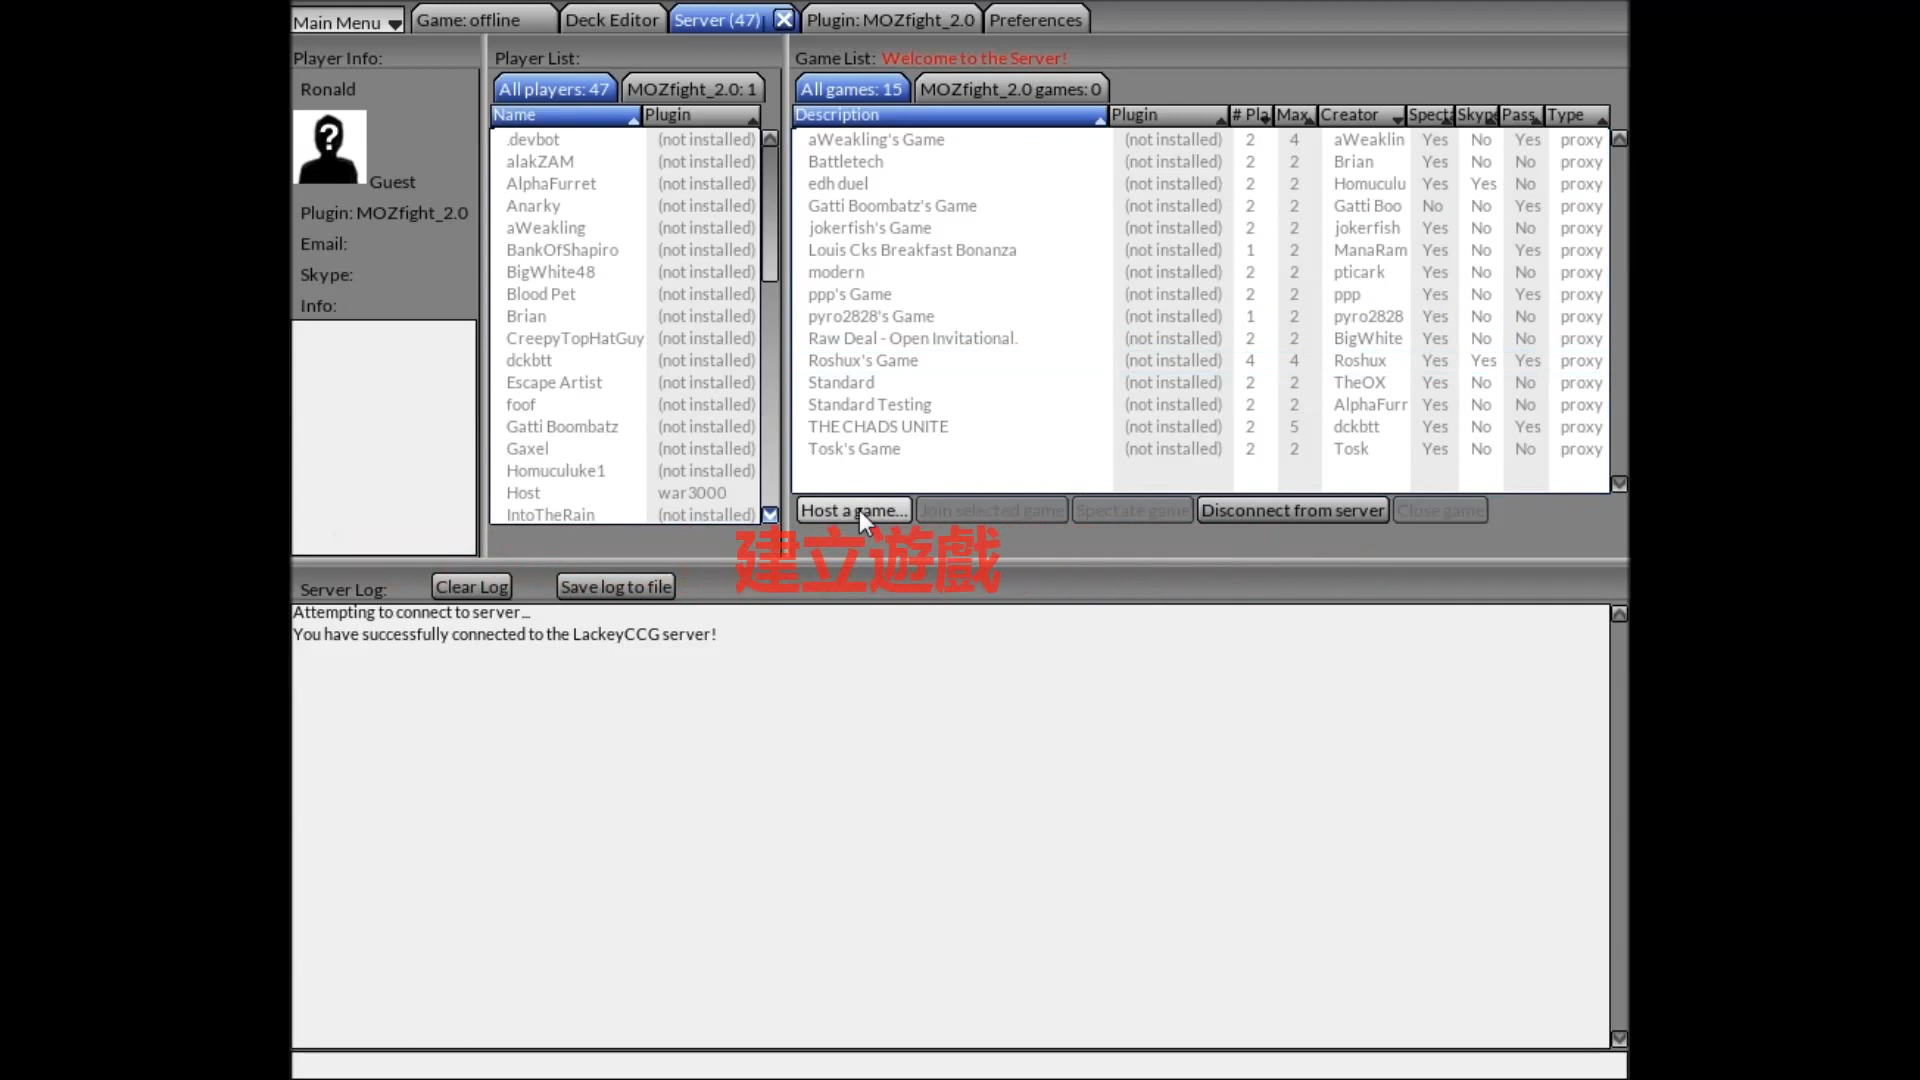 Main Menu Game: offline Deck Editor Server (47) Plugin: MOZfight_2.0 Preferences
Player Info:
Ronald
?
Guest
Plugin: MOZfight_2.0
Email:
Skype:
Info:
Player List:
All players: 47 MOZfight_2.0: 1
Name Plugin
.devbot (not installed)
alakZAM (not installed)
AlphaFurret (not installed)
Anarky (not installed)
aWeakling (not installed)
BankOfShapiro (not installed)
BigWhite48 (not installed)
Blood Pet (not installed)
Brian (not installed)
CreepyTopHatGuy (not installed)
dckbtt (not installed)
Escape Artist (not installed)
foof (not installed)
Gatti Boombatz (not installed)
Gaxel (not installed)
Homuculuke1 (not installed)
Host war3000
IntoTheRain (not installed)
Game List: Welcome to the Server!
All games: 15 MOZfight_2.0 games: 0
Description Plugin # Pla Max Creator Specta Skype Pass Type
aWeakling's Game (not installed) 2 4 aWeaklin Yes No Yes proxy
Battletech (not installed) 2 2 Brian Yes No No proxy
edh duel (not installed) 2 2 Homuculu Yes Yes No proxy
Gatti Boombatz's Game (not installed) 2 2 Gatti Boo No No Yes proxy
jokerfish's Game (not installed) 2 2 jokerfish Yes No No proxy
Louis Cks Breakfast Bonanza (not installed) 1 2 ManaRam Yes No Yes proxy
modern (not installed) 2 2 pticark Yes No No proxy
ppp's Game (not installed) 2 2 ppp Yes No Yes proxy
pyro2828's Game (not installed) 1 2 pyro2828 Yes No No proxy
Raw Deal - Open Invitational. (not installed) 2 2 BigWhite Yes No No proxy
Roshux's Game (not installed) 4 4 Roshux Yes Yes Yes proxy
Standard (not installed) 2 2 TheOX Yes No No proxy
Standard Testing (not installed) 2 2 AlphaFurr Yes No No proxy
THE CHADS UNITE (not installed) 2 5 dckbtt Yes No Yes proxy
Tosk's Game (not installed) 2 2 Tosk Yes No No proxy
Host a game... Join selected game Spectate game Disconnect from server Close game
建立遊戲
Server Log: Clear Log Save log to file
Attempting to connect to server...
You have successfully connected to the LackeyCCG server!